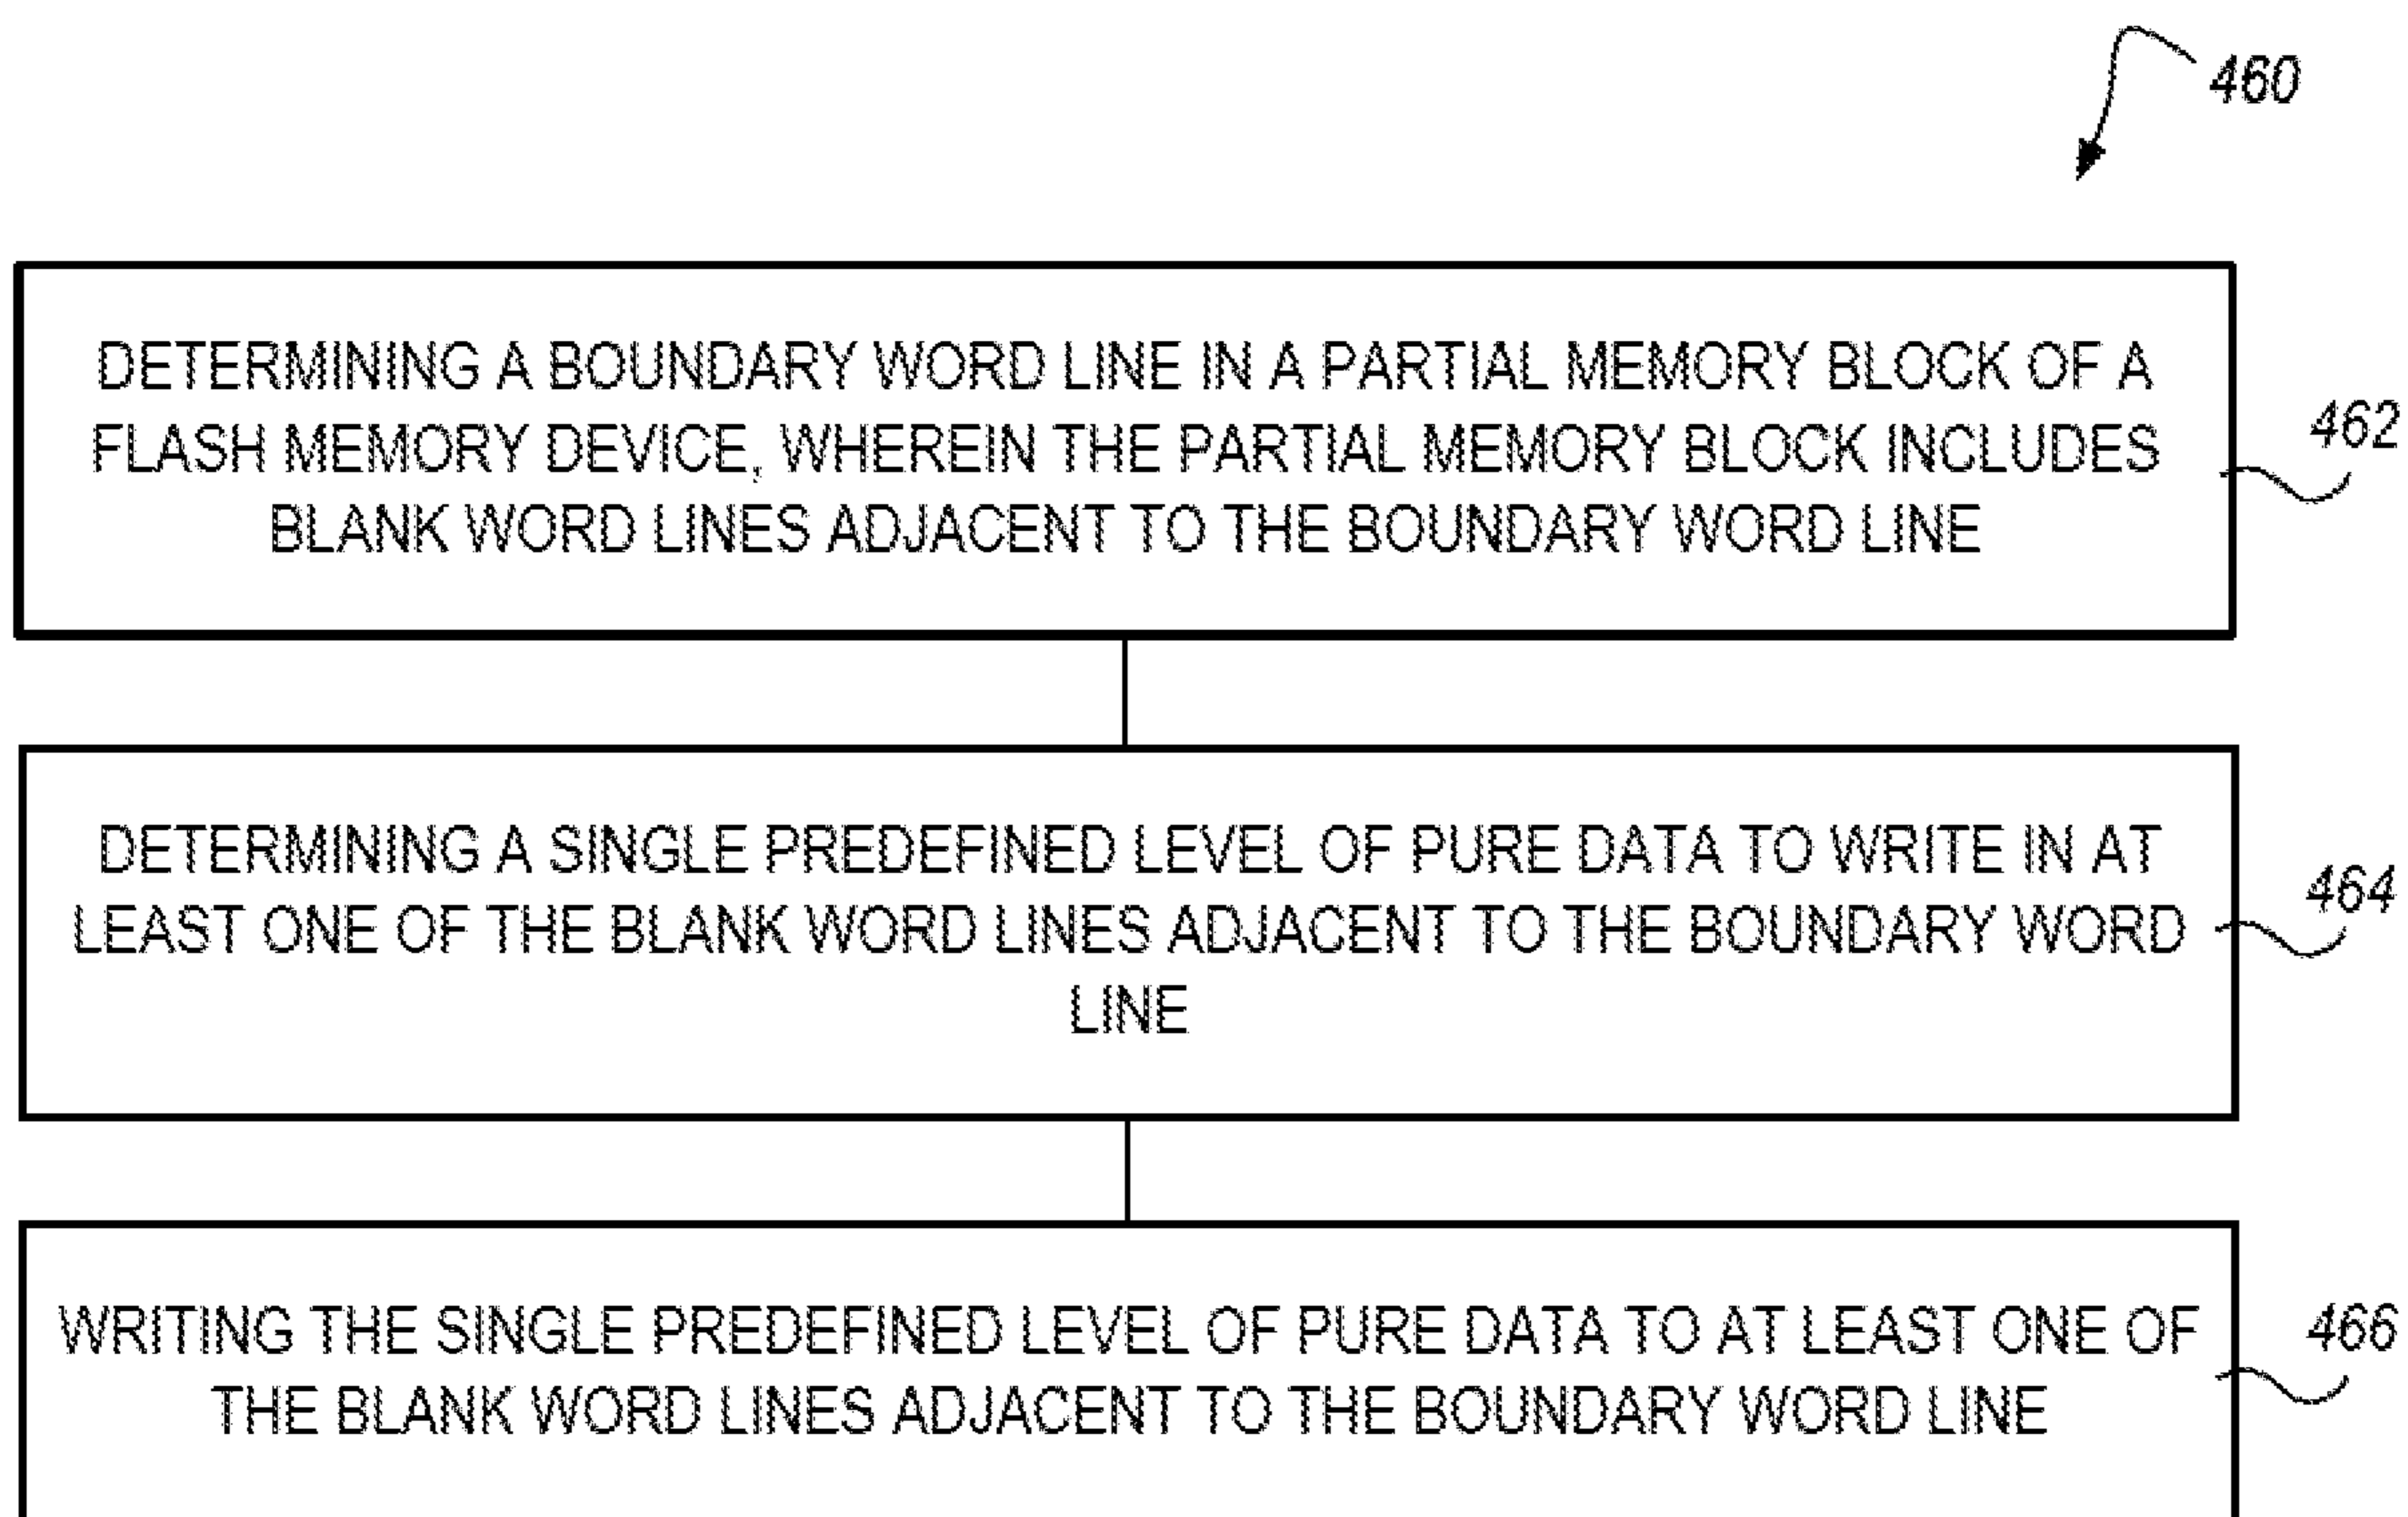 460
DETERMINING A BOUNDARY WORD LINE IN A PARTIAL MEMORY BLOCK OF A
FLASH MEMORY DEVICE, WHEREIN THE PARTIAL MEMORY BLOCK INCLUDES
BLANK WORD LINES ADJACENT TO THE BOUNDARY WORD LINE
462
DETERMINING A SINGLE PREDEFINED LEVEL OF PURE DATA TO WRITE IN AT
LEAST ONE OF THE BLANK WORD LINES ADJACENT TO THE BOUNDARY WORD
LINE
464
WRITING THE SINGLE PREDEFINED LEVEL OF PURE DATA TO AT LEAST ONE OF
THE BLANK WORD LINES ADJACENT TO THE BOUNDARY WORD LINE
466